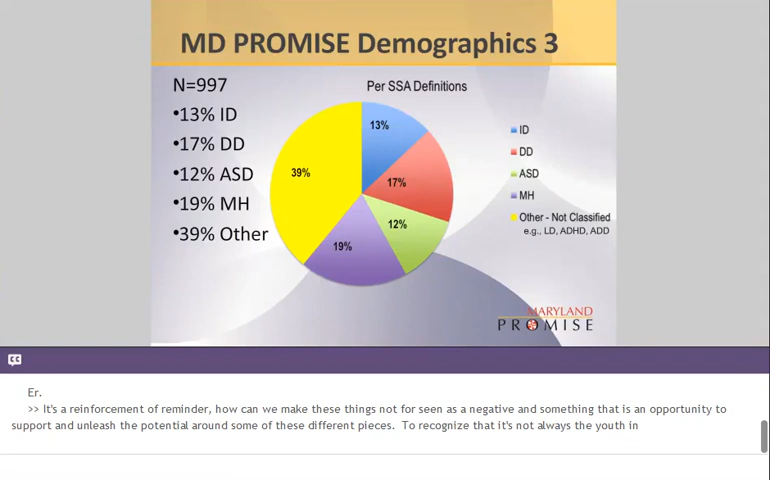 MD PROMISE Demographics 3
N=997
•13% ID
•17% DD
•12% ASD
•19% MH
•39% Other
Per SSA Definitions
13%
17%
12%
19%
39%
ID
DD
ASD
MH
Other - Not Classified
e.g., LD, ADHD, ADD
MARYLAND
PROMISE
cc
Er.
>> It's a reinforcement of reminder, how can we make these things not for seen as a negative and something that is an opportunity to
support and unleash the potential around some of these different pieces. To recognize that it's not always the youth in